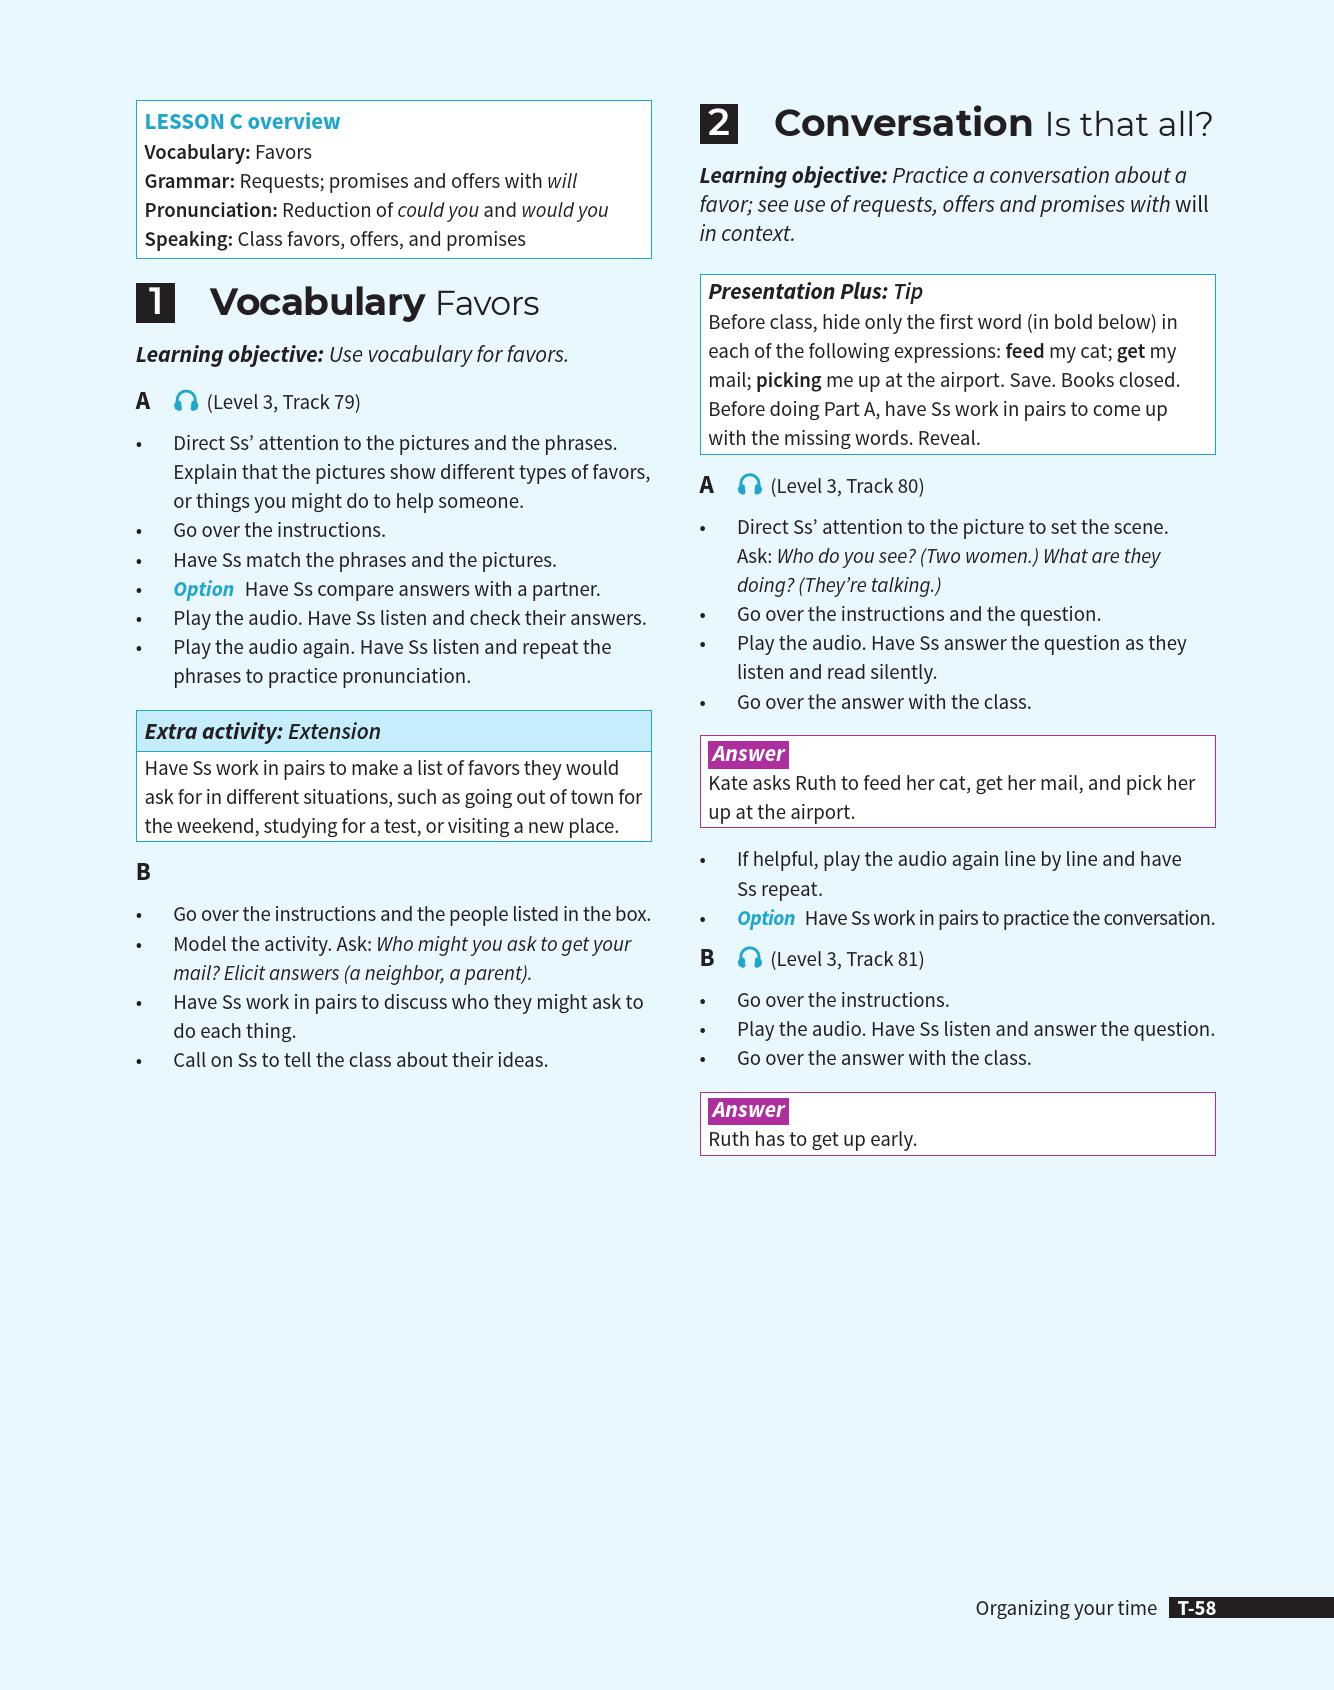 LESSON C overview
Vocabulary: Favors
Grammar: Requests; promises and offers with will
Pronunciation: Reduction of could you and would you
Speaking: Class favors, offers, and promises
1 Vocabulary Favors
Learning objective: Use vocabulary for favors.
A (Level 3, Track 79)
• Direct Ss’ attention to the pictures and the phrases.
Explain that the pictures show different types of favors,
or things you might do to help someone.
• Go over the instructions.
• Have Ss match the phrases and the pictures.
• Option Have Ss compare answers with a partner.
• Play the audio. Have Ss listen and check their answers.
• Play the audio again. Have Ss listen and repeat the
phrases to practice pronunciation.
Extra activity: Extension
Have Ss work in pairs to make a list of favors they would
ask for in different situations, such as going out of town for
the weekend, studying for a test, or visiting a new place.
B
• Go over the instructions and the people listed in the box.
• Model the activity. Ask: Who might you ask to get your
mail? Elicit answers (a neighbor, a parent).
• Have Ss work in pairs to discuss who they might ask to
do each thing.
• Call on Ss to tell the class about their ideas.
2 Conversation Is that all?
Learning objective: Practice a conversation about a
favor; see use of requests, offers and promises with will
in context.
Presentation Plus: Tip
Before class, hide only the first word (in bold below) in
each of the following expressions: feed my cat; get my
mail; picking me up at the airport. Save. Books closed.
Before doing Part A, have Ss work in pairs to come up
with the missing words. Reveal.
A (Level 3, Track 80)
• Direct Ss’ attention to the picture to set the scene.
Ask: Who do you see? (Two women.) What are they
doing? (They’re talking.)
• Go over the instructions and the question.
• Play the audio. Have Ss answer the question as they
listen and read silently.
• Go over the answer with the class.
Answer
Kate asks Ruth to feed her cat, get her mail, and pick her
up at the airport.
• If helpful, play the audio again line by line and have
Ss repeat.
• Option Have Ss work in pairs to practice the conversation.
B (Level 3, Track 81)
• Go over the instructions.
• Play the audio. Have Ss listen and answer the question.
• Go over the answer with the class.
Answer
Ruth has to get up early.
Organizing your time T-58